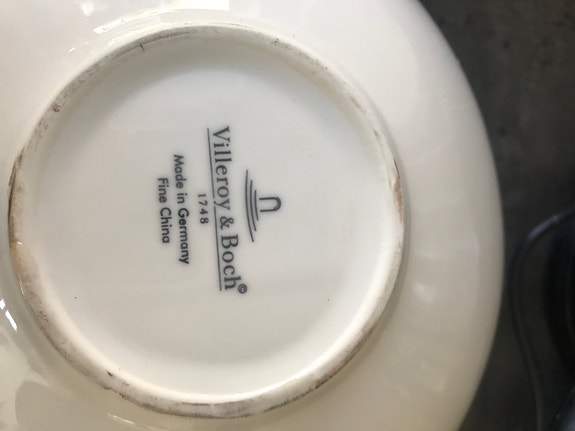 Villeroy & Boch©
1748
Made in Germany
Fine China